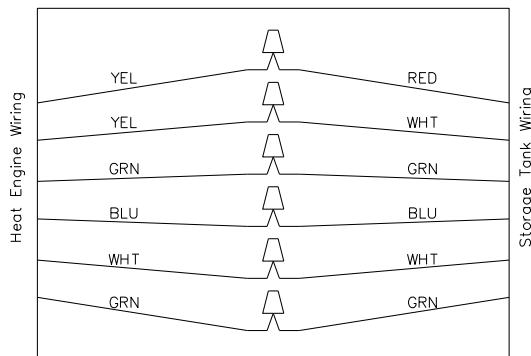 Heat Engine Wiring
YEL RED
YEL WHT
GRN GRN
BLU BLU
WHT WHT
GRN GRN
Storage Tank Wiring